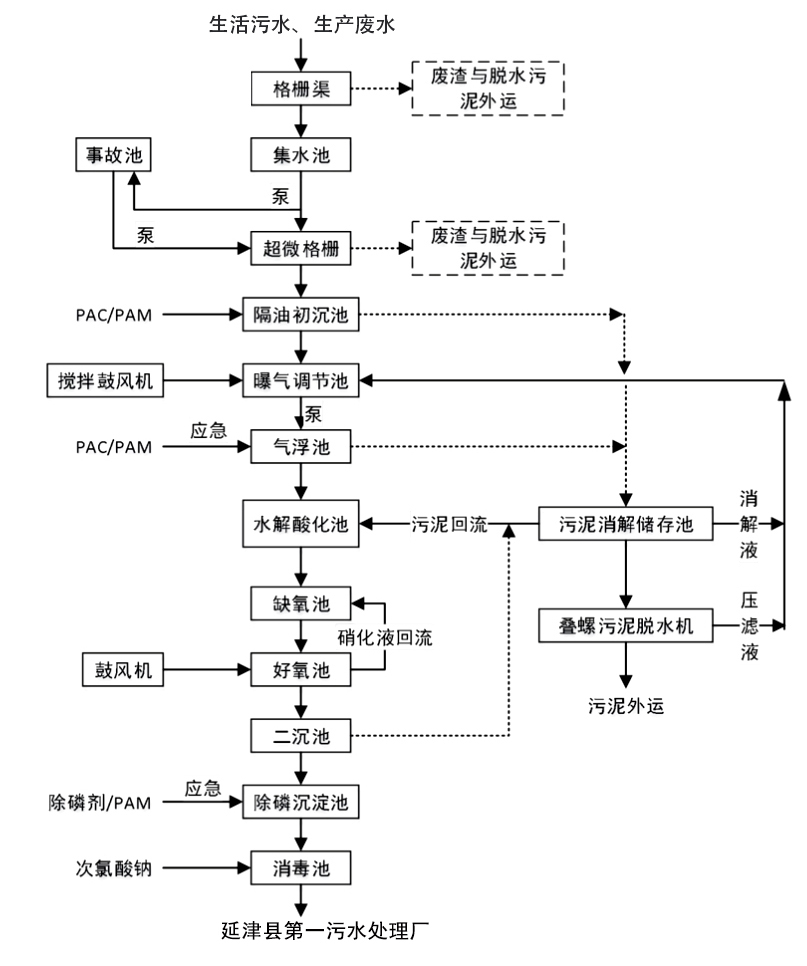 生活污水、生产废水
格栅渠
废渣与脱水污
泥外运
事故池
集水池
泵
泵
超微格栅
废渣与脱水污
泥外运
PAC/PAM
隔油初沉池
搅拌鼓风机
曝气调节池
泵
PAC/PAM
应急
气浮池
水解酸化池
污泥回流
污泥消解储存池
消
解
液
缺氧池
硝化液回流
叠螺污泥脱水机
压
滤
液
鼓风机
好氧池
污泥外运
二沉池
除磷剂/PAM
应急
除磷沉淀池
次氯酸钠
消毒池
延津县第一污水处理厂